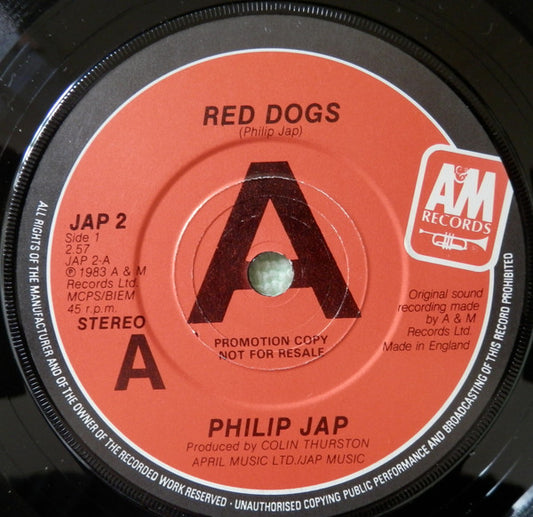 RED DOGS
(Philip Jap)
A
A&M
RECORDS
JAP 2
Side 1
2.57
JAP 2-A
℗ 1983 A & M
Records Ltd.
MCPS/BIEM
45 r.p.m.
STEREO
A
Original sound
recording made
by A & M
Records Ltd.
Made in England
PROMOTION COPY
NOT FOR RESALE
PHILIP JAP
Produced by COLIN THURSTON
APRIL MUSIC LTD./JAP MUSIC
ALL RIGHTS OF THE MANUFACTURER AND OF THE OWNER OF THE RECORDED WORK RESERVED · UNAUTHORISED COPYING PUBLIC PERFORMANCE AND BROADCASTING OF THIS RECORD PROHIBITED